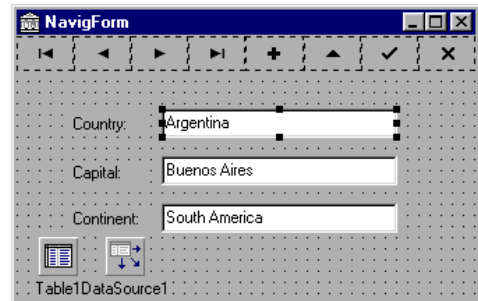 NavigForm
Country: Argentina
Capital: Buenos Aires
Continent: South America
Table1DataSource1